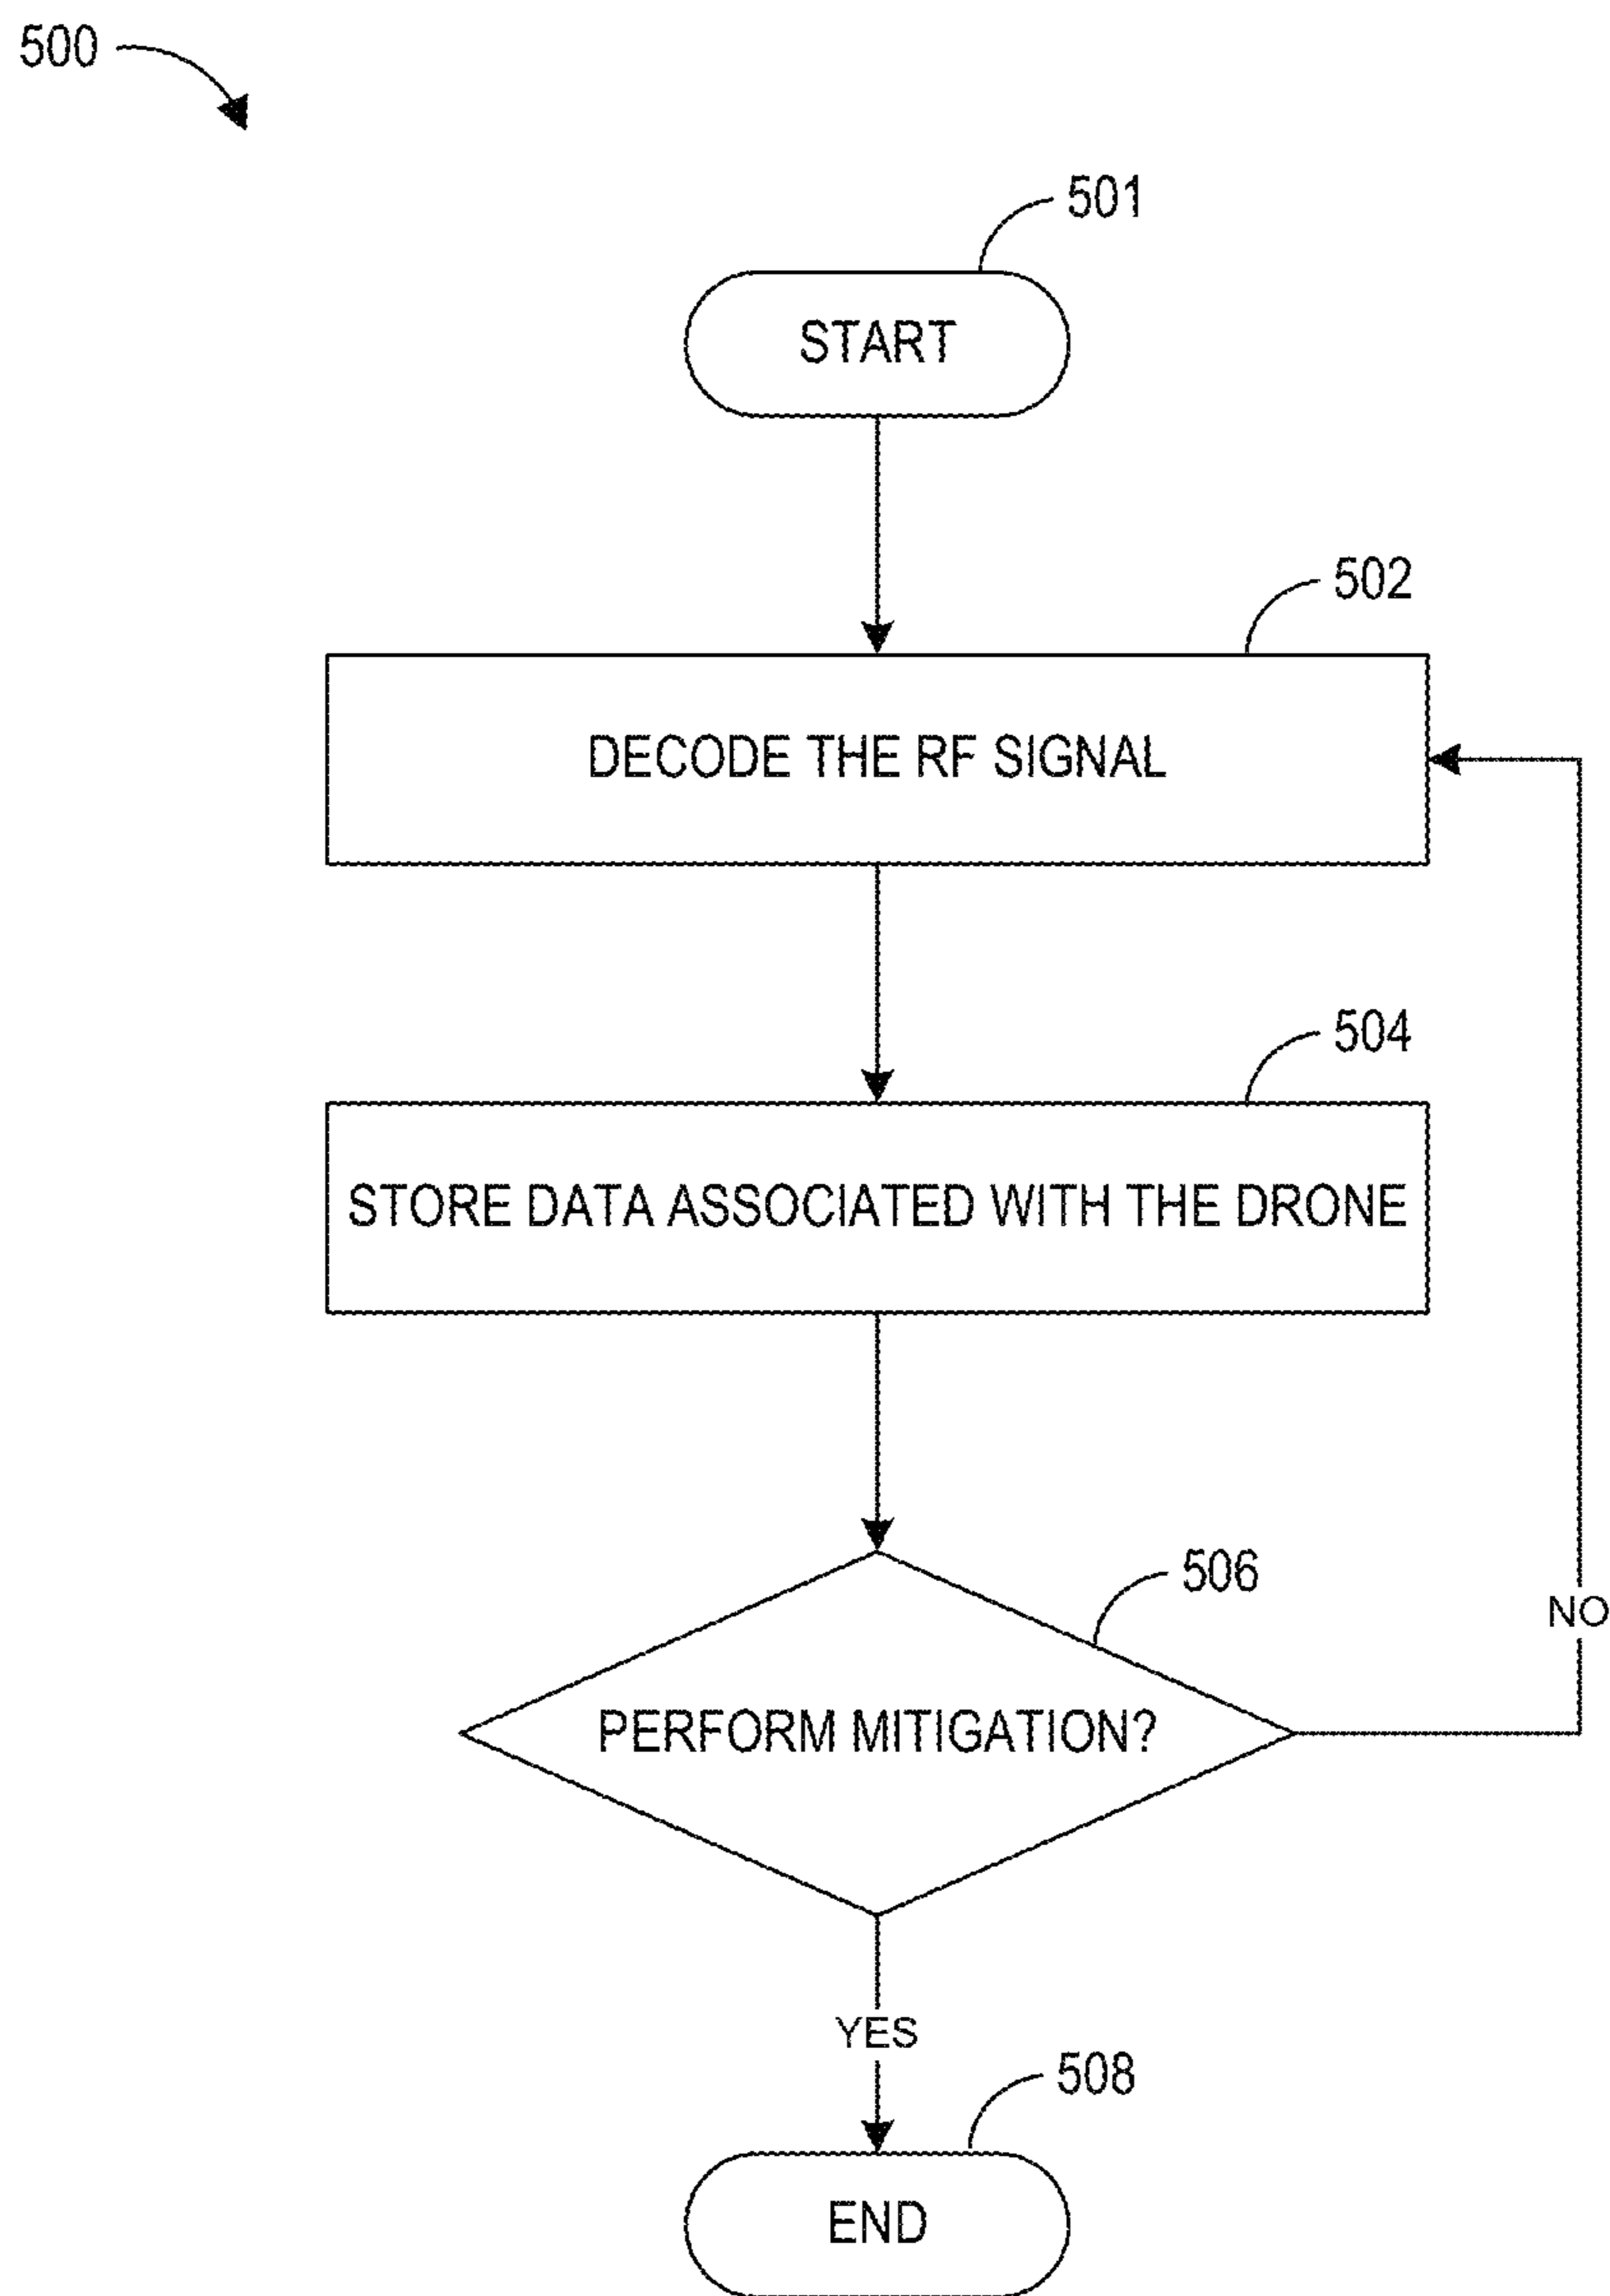 500
501
START
502
DECODE THE RF SIGNAL
504
STORE DATA ASSOCIATED WITH THE DRONE
506
PERFORM MITIGATION?
NO
YES
508
END